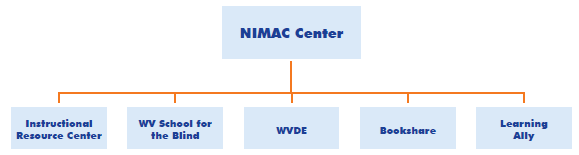 NIMAC Center
Instructional
Resource Center
WV School for
the Blind
WVDE
Bookshare
Learning
Ally